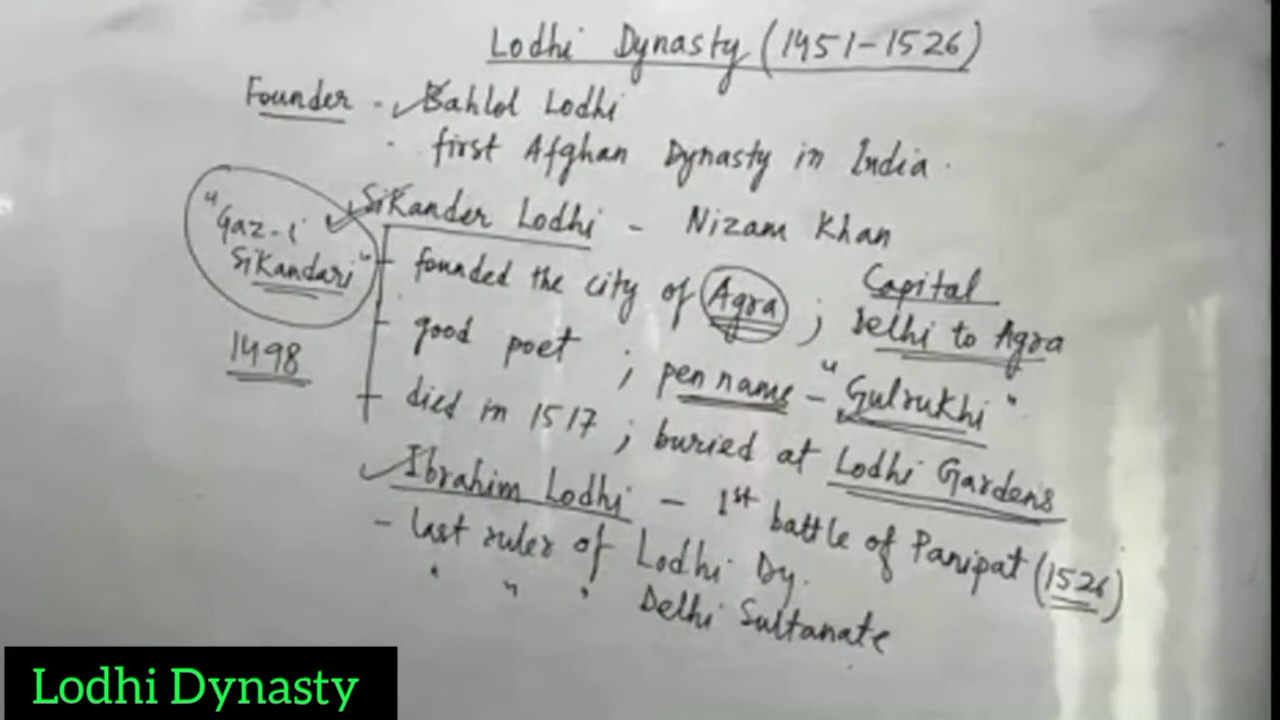 Lodhi Dynasty (1451-1526)
Founder - Bahlol Lodhi
. first Afghan Dynasty in India.
Sikander Lodhi - Nizam Khan
"Gaz-i Sikandari"
1498
- founded the city of Agra ; Capital Delhi to Agra
- good poet ; pen name - "Gulrukhi"
- died in 1517 ; buried at Lodhi Gardens
Ibrahim Lodhi - 1st battle of Panipat (1526)
- last ruler of Lodhi Dy.
" " " Delhi Sultanate
Lodhi Dynasty